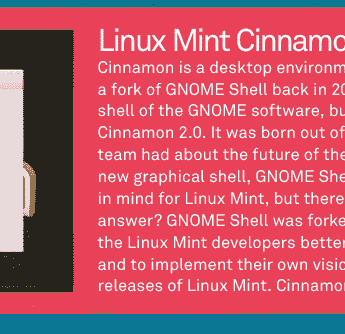 Linux Mint Cinnamo
Cinnamon is a desktop environm
a fork of GNOME Shell back in 20
shell of the GNOME software, bu
Cinnamon 2.0. It was born out of
team had about the future of the
new graphical shell, GNOME She
in mind for Linux Mint, but there
answer? GNOME Shell was forke
the Linux Mint developers better
and to implement their own visio
releases of Linux Mint. Cinnamon